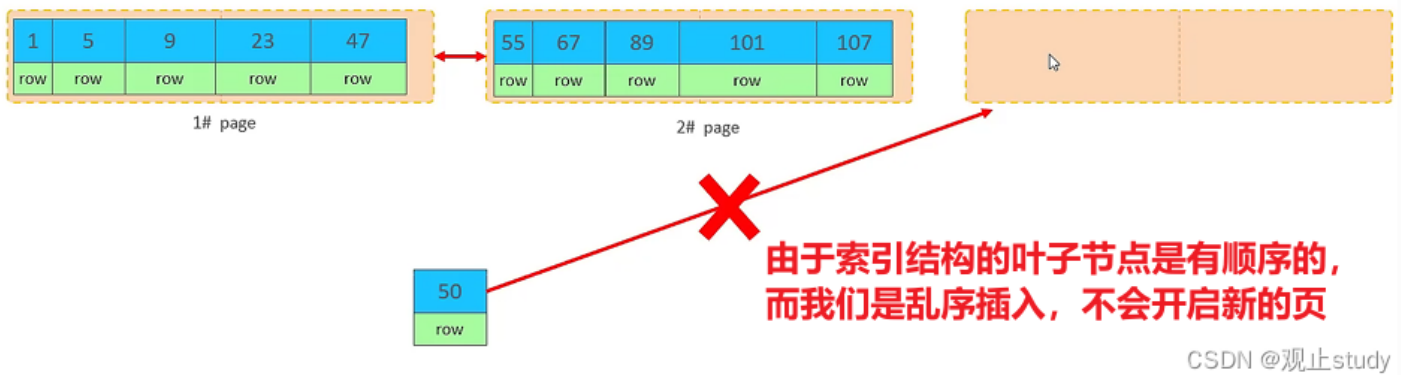 1 5 9 23 47
row row row row row
1# page
55 67 89 101 107
row row row row row
2# page
50
row
由于索引结构的叶子节点是有顺序的，
而我们是乱序插入，不会开启新的页
CSDN @观止study